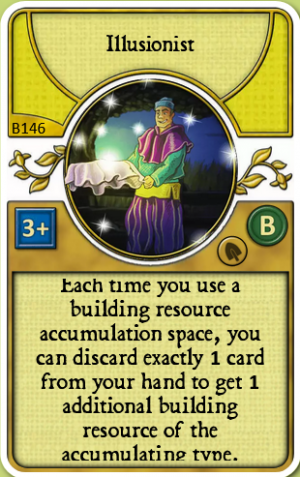 Illusionist
B146
3+
B
Each time you use a
building resource
accumulation space, you
can discard exactly 1 card
from your hand to get 1
additional building
resource of the
accumulating type.